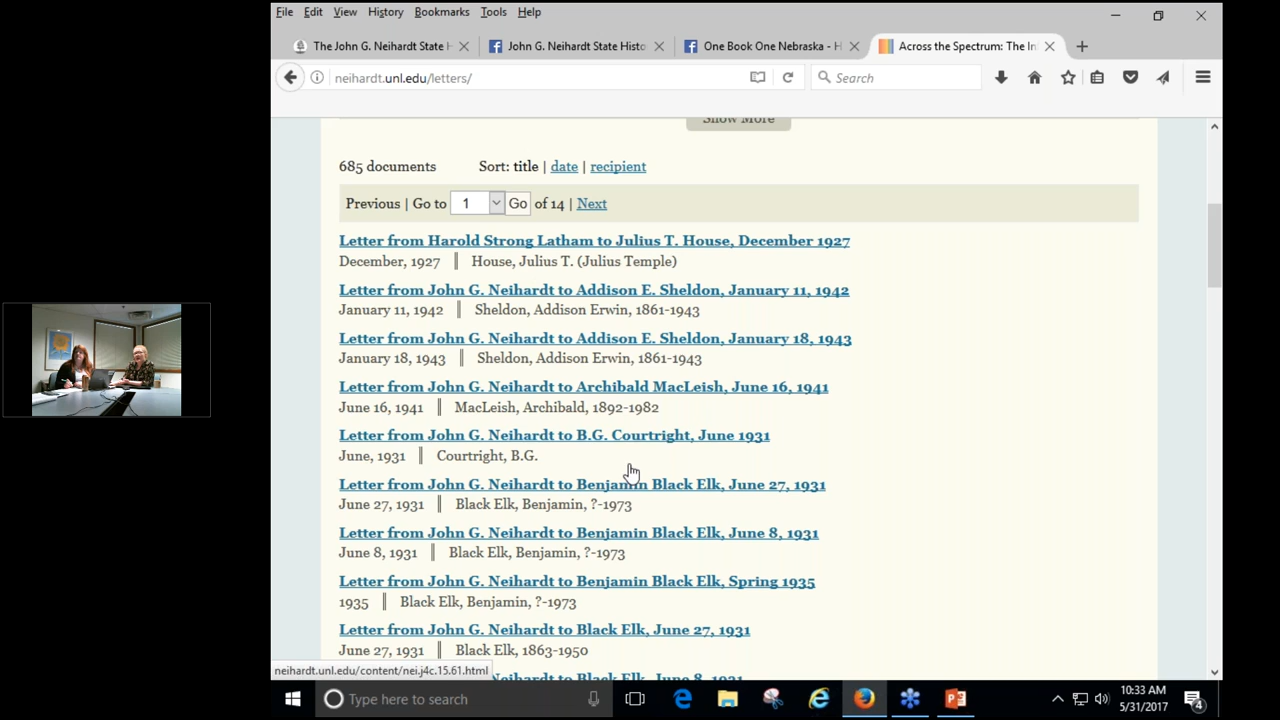 File Edit View History Bookmarks Tools Help
The John G. Neihardt State H
John G. Neihardt State Histo
One Book One Nebraska - H
Across the Spectrum: The In
neihardt.unl.edu/letters/
Search
Show More
685 documents Sort: title | date | recipient
Previous | Go to 1 Go of 14 | Next
Letter from Harold Strong Latham to Julius T. House, December 1927
December, 1927 || House, Julius T. (Julius Temple)
Letter from John G. Neihardt to Addison E. Sheldon, January 11, 1942
January 11, 1942 || Sheldon, Addison Erwin, 1861-1943
Letter from John G. Neihardt to Addison E. Sheldon, January 18, 1943
January 18, 1943 || Sheldon, Addison Erwin, 1861-1943
Letter from John G. Neihardt to Archibald MacLeish, June 16, 1941
June 16, 1941 || MacLeish, Archibald, 1892-1982
Letter from John G. Neihardt to B.G. Courtright, June 1931
June, 1931 || Courtright, B.G.
Letter from John G. Neihardt to Benjamin Black Elk, June 27, 1931
June 27, 1931 || Black Elk, Benjamin, ?-1973
Letter from John G. Neihardt to Benjamin Black Elk, June 8, 1931
June 8, 1931 || Black Elk, Benjamin, ?-1973
Letter from John G. Neihardt to Benjamin Black Elk, Spring 1935
1935 || Black Elk, Benjamin, ?-1973
Letter from John G. Neihardt to Black Elk, June 27, 1931
June 27, 1931 || Black Elk, 1863-1950
Neihardt to Black Elk, June 8, 1931
neihardt.unl.edu/content/nei.j4c.15.61.html
Type here to search
10:33 AM
5/31/2017
4